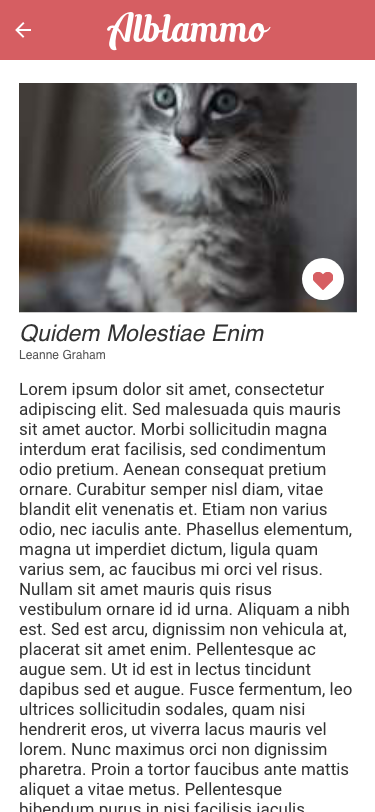 Alblammo
Quidem Molestiae Enim
Leanne Graham
Lorem ipsum dolor sit amet, consectetur
adipiscing elit. Sed malesuada quis mauris
sit amet auctor. Morbi sollicitudin magna
interdum erat facilisis, sed condimentum
odio pretium. Aenean consequat pretium
ornare. Curabitur semper nisl diam, vitae
blandit elit venenatis et. Etiam non varius
odio, nec iaculis ante. Phasellus elementum,
magna ut imperdiet dictum, ligula quam
varius sem, ac faucibus mi orci vel risus.
Nullam sit amet mauris quis risus
vestibulum ornare id id urna. Aliquam a nibh
est. Sed est arcu, dignissim non vehicula at,
placerat sit amet enim. Pellentesque ac
augue sem. Ut id est in lectus tincidunt
dapibus sed et augue. Fusce fermentum, leo
ultrices sollicitudin sodales, quam nisi
hendrerit eros, ut viverra lacus mauris vel
lorem. Nunc maximus orci non dignissim
pharetra. Proin a tortor faucibus ante mattis
aliquet a vitae metus. Pellentesque
bibendum purus in nisi facilisis iaculis